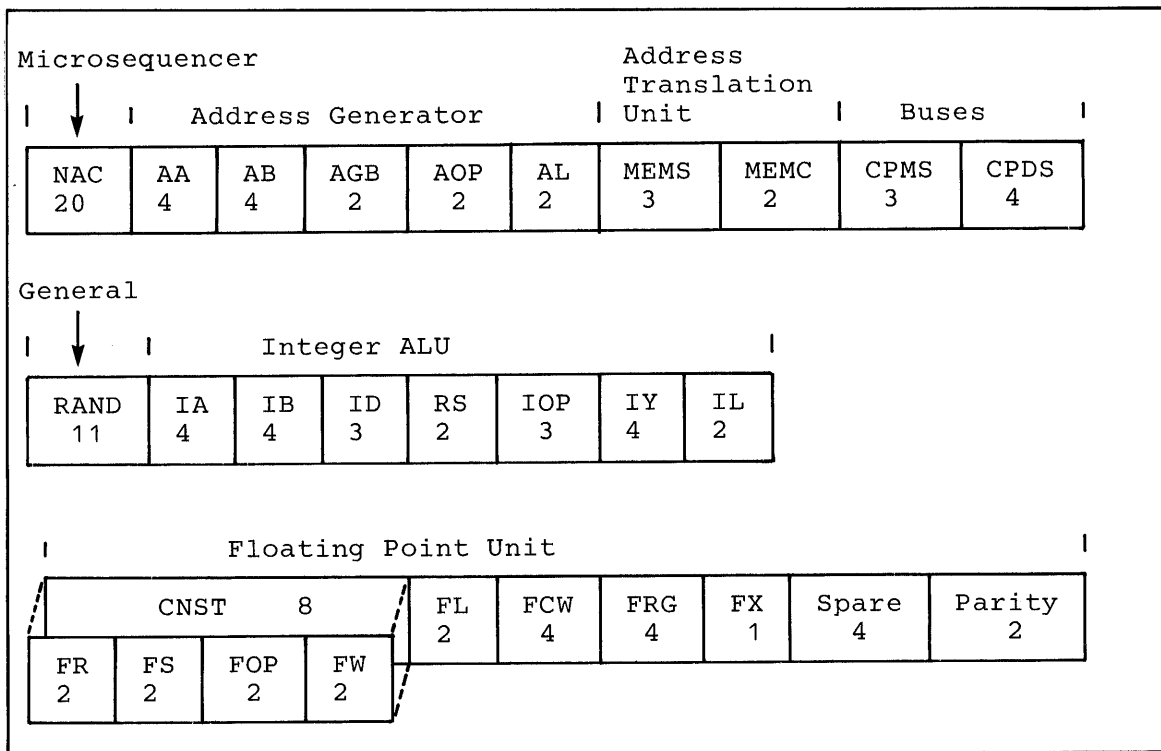 Microsequencer
Address
Translation
Unit
Address Generator
Buses
NAC AA AB AGB AOP AL MEMS MEMC CPMS CPDS
20 4 4 2 2 2 3 2 3 4
General
Integer ALU
RAND IA IB ID RS IOP IY IL
11 4 4 3 2 3 4 2
Floating Point Unit
CNST 8 FL FCW FRG FX Spare Parity
2 4 4 1 4 2
FR FS FOP FW
2 2 2 2